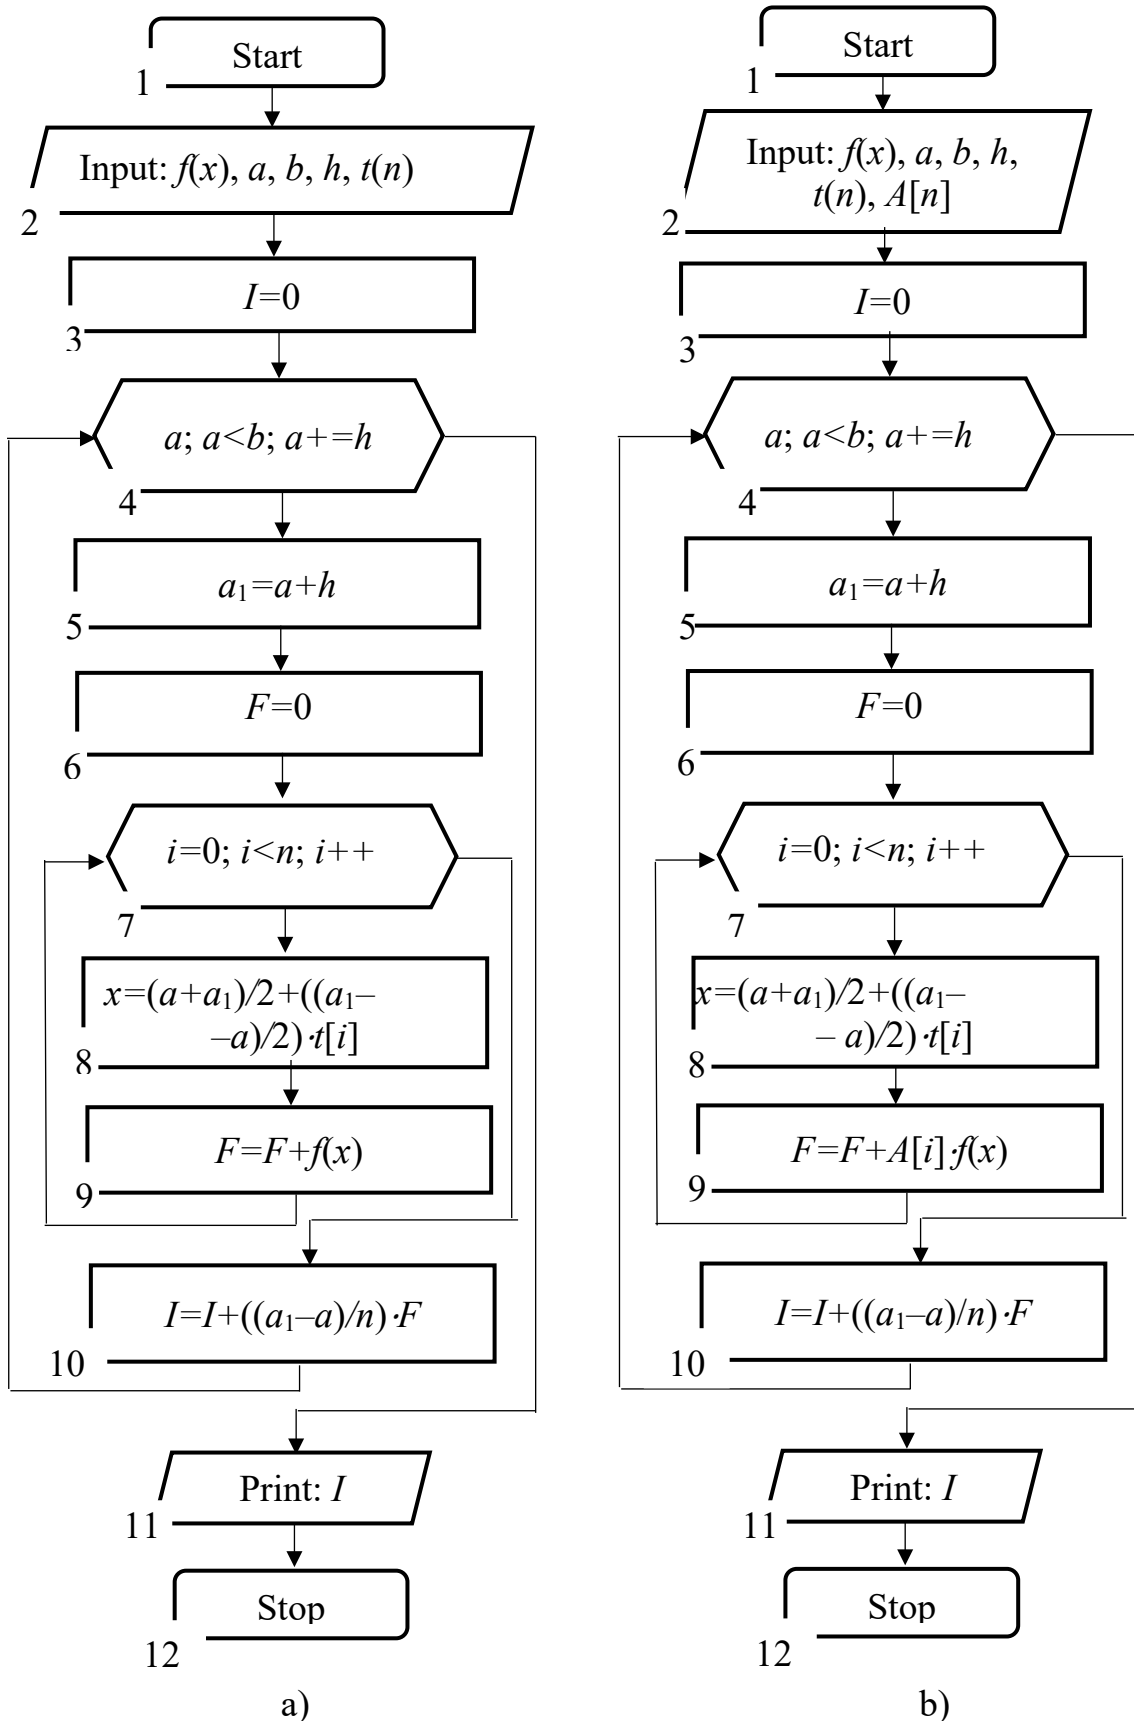 Start
1
Input: f(x), a, b, h, t(n)
2
I=0
3
a; a<b; a+=h
4
a₁=a+h
5
F=0
6
i=0; i<n; i++
7
x=(a+a₁)/2+((a₁–
–a)/2)·t[i]
8
F=F+f(x)
9
I=I+((a₁–a)/n)·F
10
Print: I
11
Stop
12
a)
Start
1
Input: f(x), a, b, h,
t(n), A[n]
2
I=0
3
a; a<b; a+=h
4
a₁=a+h
5
F=0
6
i=0; i<n; i++
7
x=(a+a₁)/2+((a₁–
– a)/2)·t[i]
8
F=F+A[i]·f(x)
9
I=I+((a₁–a)/n)·F
10
Print: I
11
Stop
12
b)